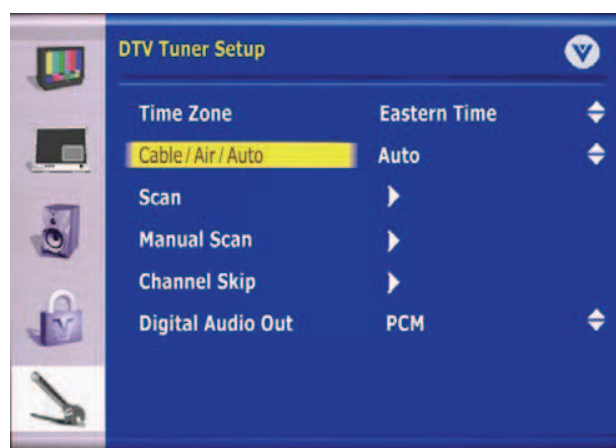 DTV Tuner Setup
V
Time Zone Eastern Time
Cable / Air / Auto Auto
Scan
Manual Scan
Channel Skip
Digital Audio Out PCM
V